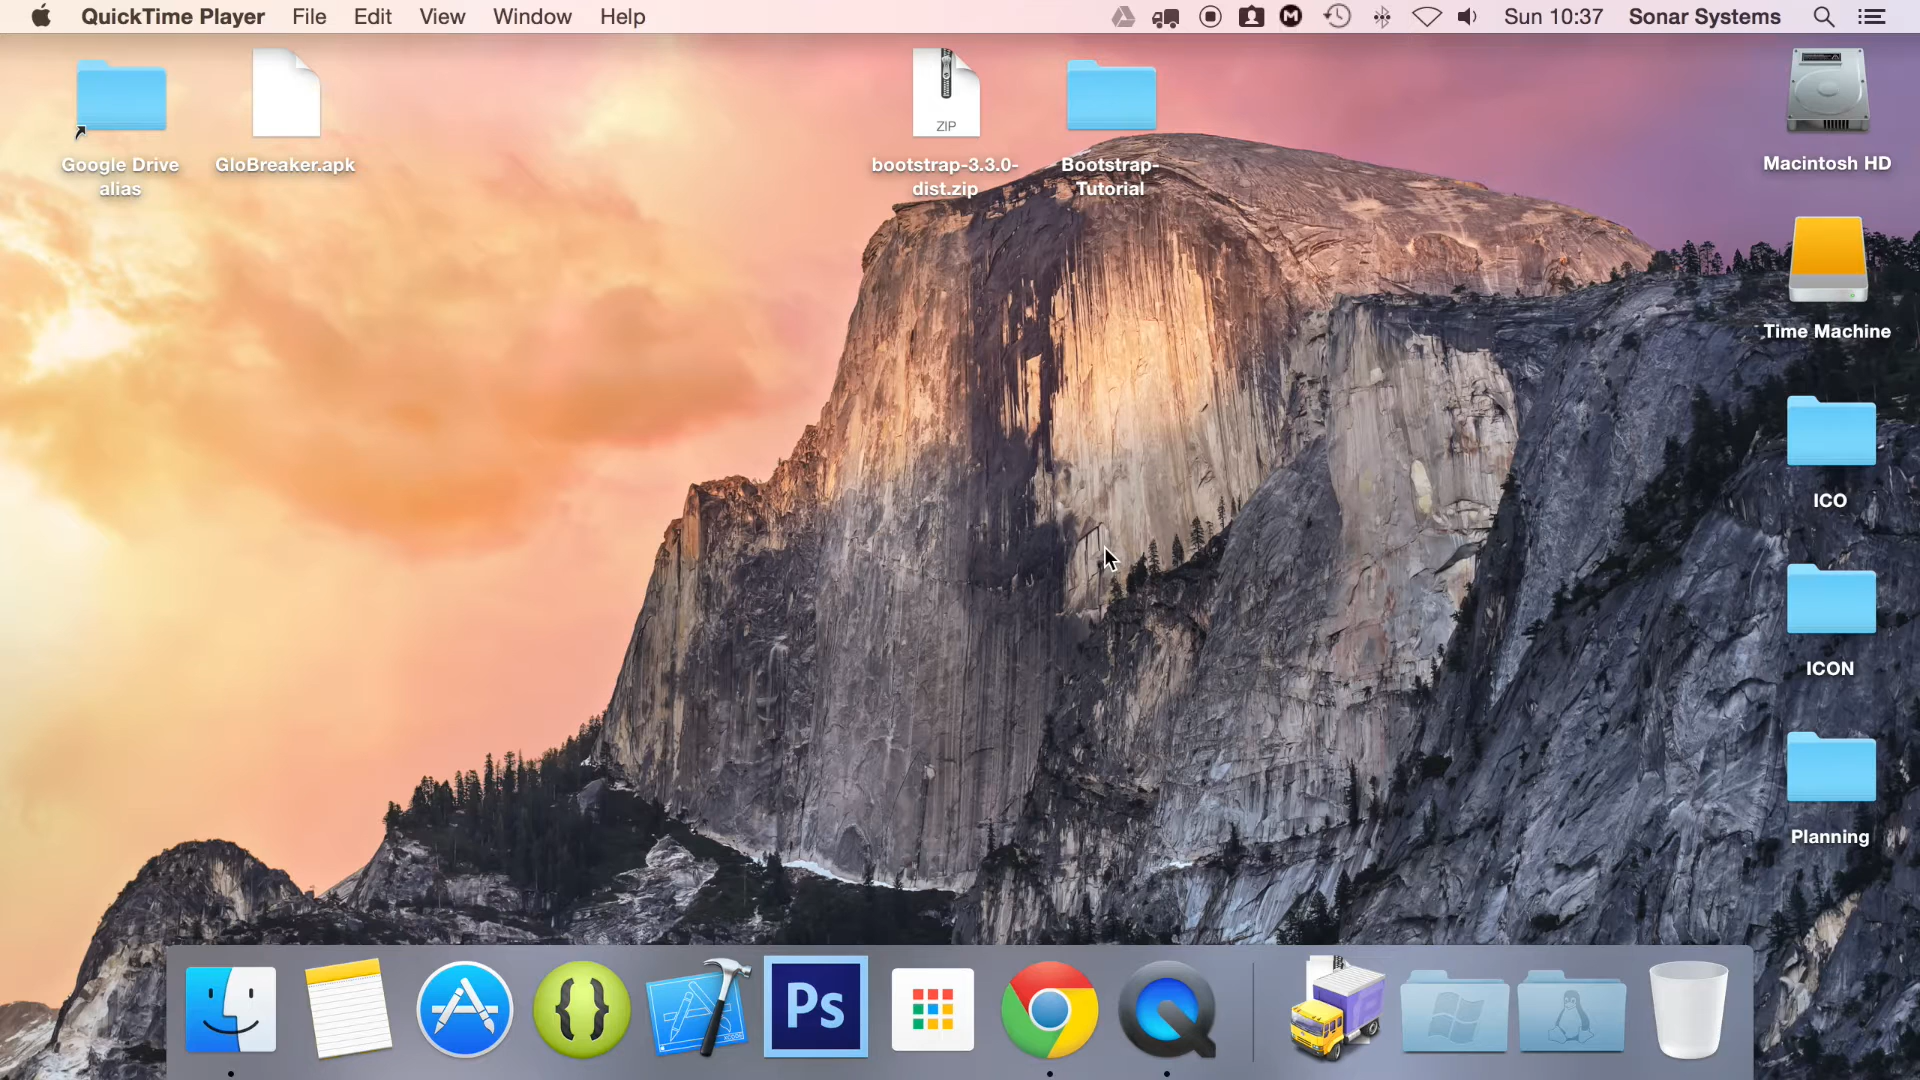 QuickTime Player File Edit View Window Help Sun 10:37 Sonar Systems
Google Drive
alias
GloBreaker.apk
ZIP
bootstrap-3.3.0-
dist.zip
Bootstrap-
Tutorial
Macintosh HD
Time Machine
ICO
ICON
Planning
Ps